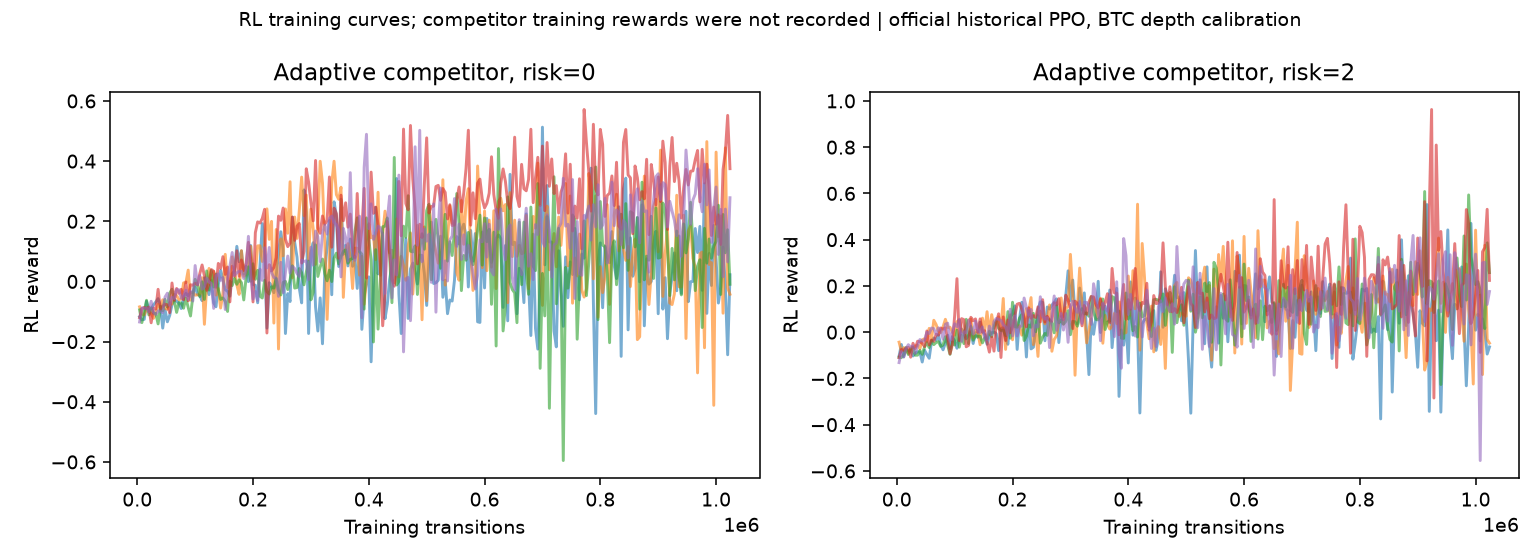 RL training curves; competitor training rewards were not recorded | official historical PPO, BTC depth calibration
Adaptive competitor, risk=0
0.6
0.4
0.2
0.0
−0.2
−0.4
−0.6
RL reward
0.0 0.2 0.4 0.6 0.8 1.0
1e6
Training transitions
Adaptive competitor, risk=2
1.0
0.8
0.6
0.4
0.2
0.0
−0.2
−0.4
−0.6
RL reward
0.0 0.2 0.4 0.6 0.8 1.0
1e6
Training transitions